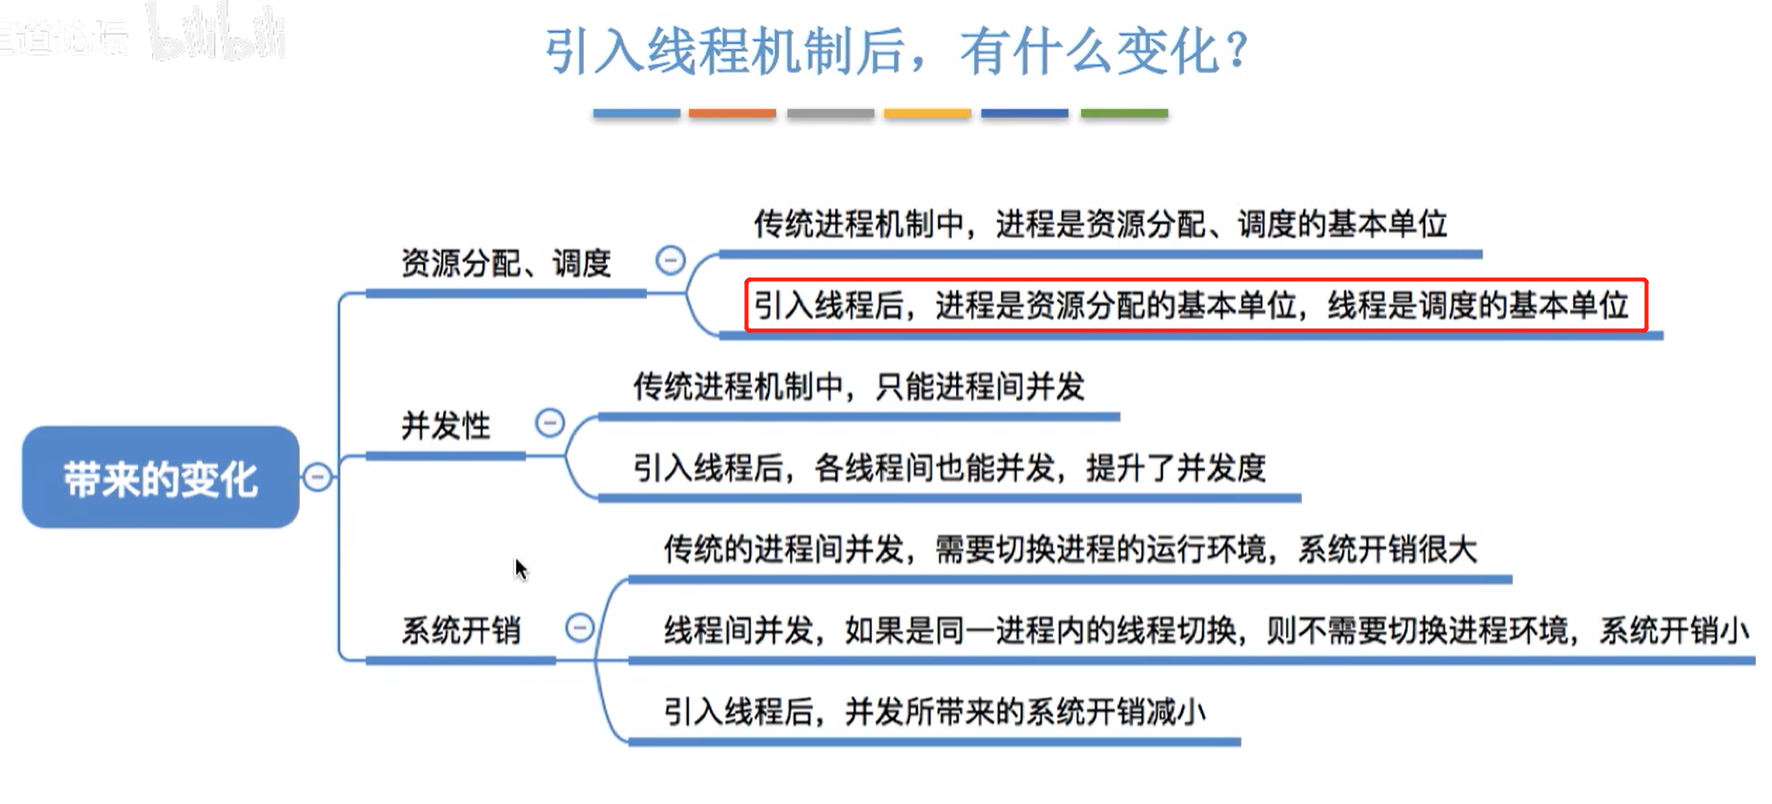 道论坛 bilibili
引入线程机制后，有什么变化？
带来的变化
资源分配、调度
传统进程机制中，进程是资源分配、调度的基本单位
引入线程后，进程是资源分配的基本单位，线程是调度的基本单位
并发性
传统进程机制中，只能进程间并发
引入线程后，各线程间也能并发，提升了并发度
系统开销
传统的进程间并发，需要切换进程的运行环境，系统开销很大
线程间并发，如果是同一进程内的线程切换，则不需要切换进程环境，系统开销小
引入线程后，并发所带来的系统开销减小